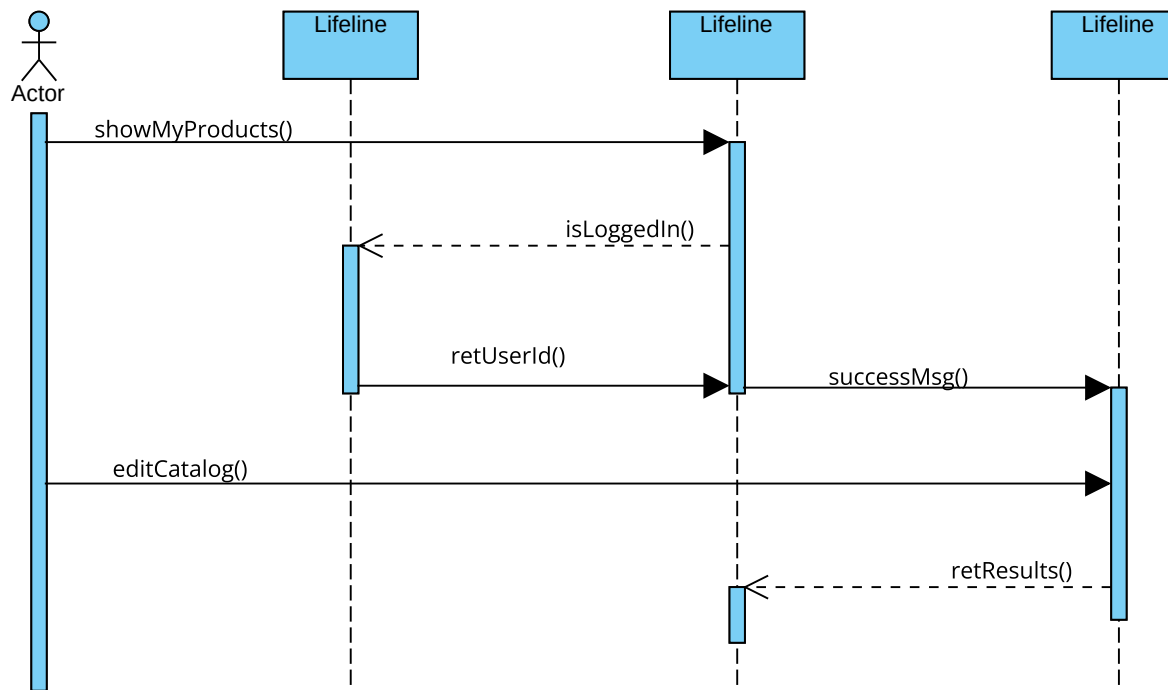 Lifeline
Lifeline
Lifeline
Actor
showMyProducts()
isLoggedIn()
retUserId()
successMsg()
editCatalog()
retResults()